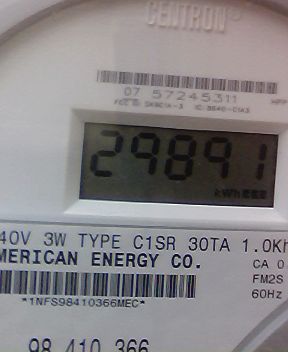 CENTRON®
07 57245311
29891
kWh
40V 3W TYPE C1SR 30TA 1.0Kh
MERICAN ENERGY CO.
CA 0
FM2S
*1NFS98410366MEC*
60Hz
98 410 366